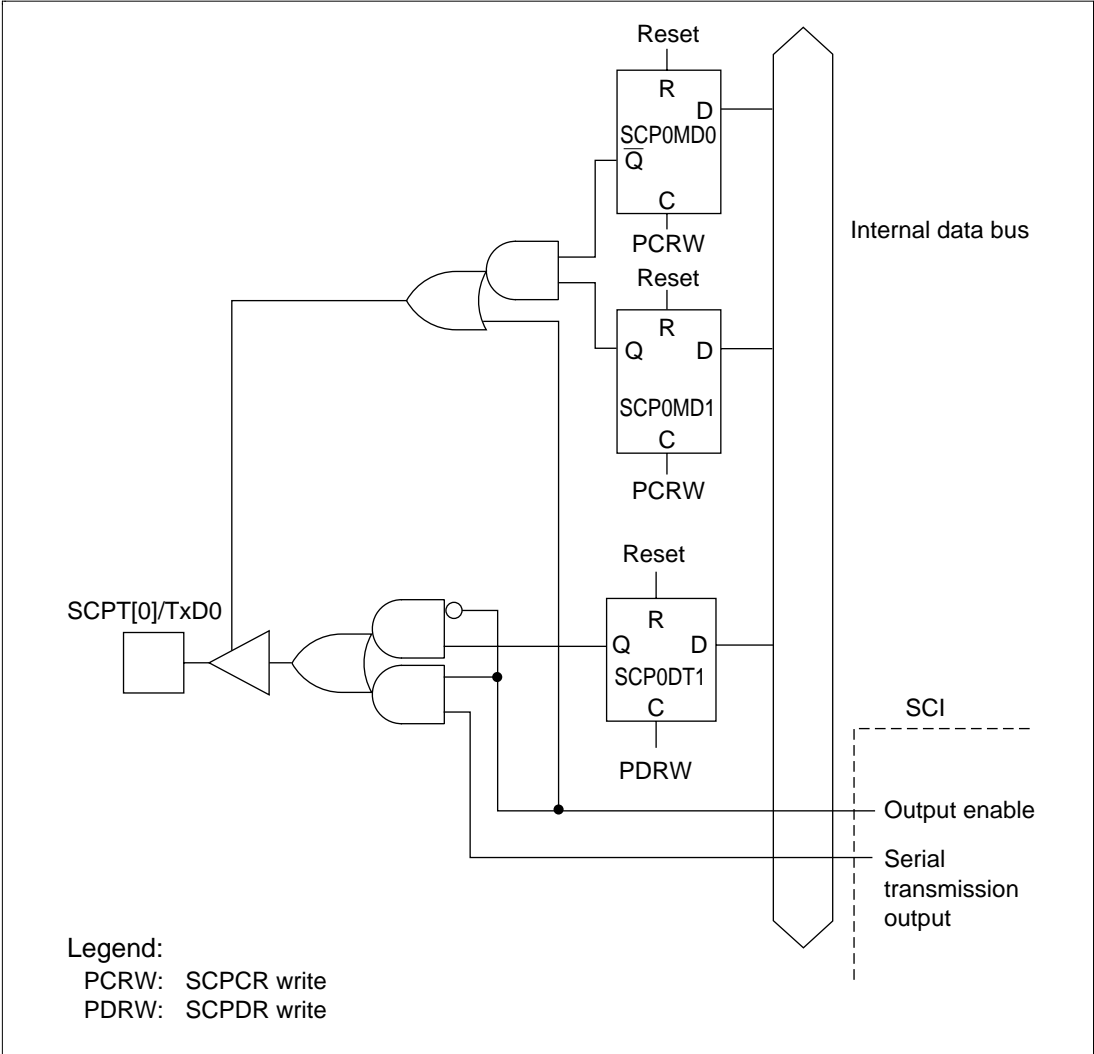 Reset
R
D
SCP0MD0
Q̅
C
PCRW
Internal data bus
Reset
R
Q D
SCP0MD1
C
PCRW
Reset
SCPT[0]/TxD0
R
Q D
SCP0DT1
C
PDRW
SCI
Output enable
Serial
transmission
output
Legend:
PCRW: SCPCR write
PDRW: SCPDR write